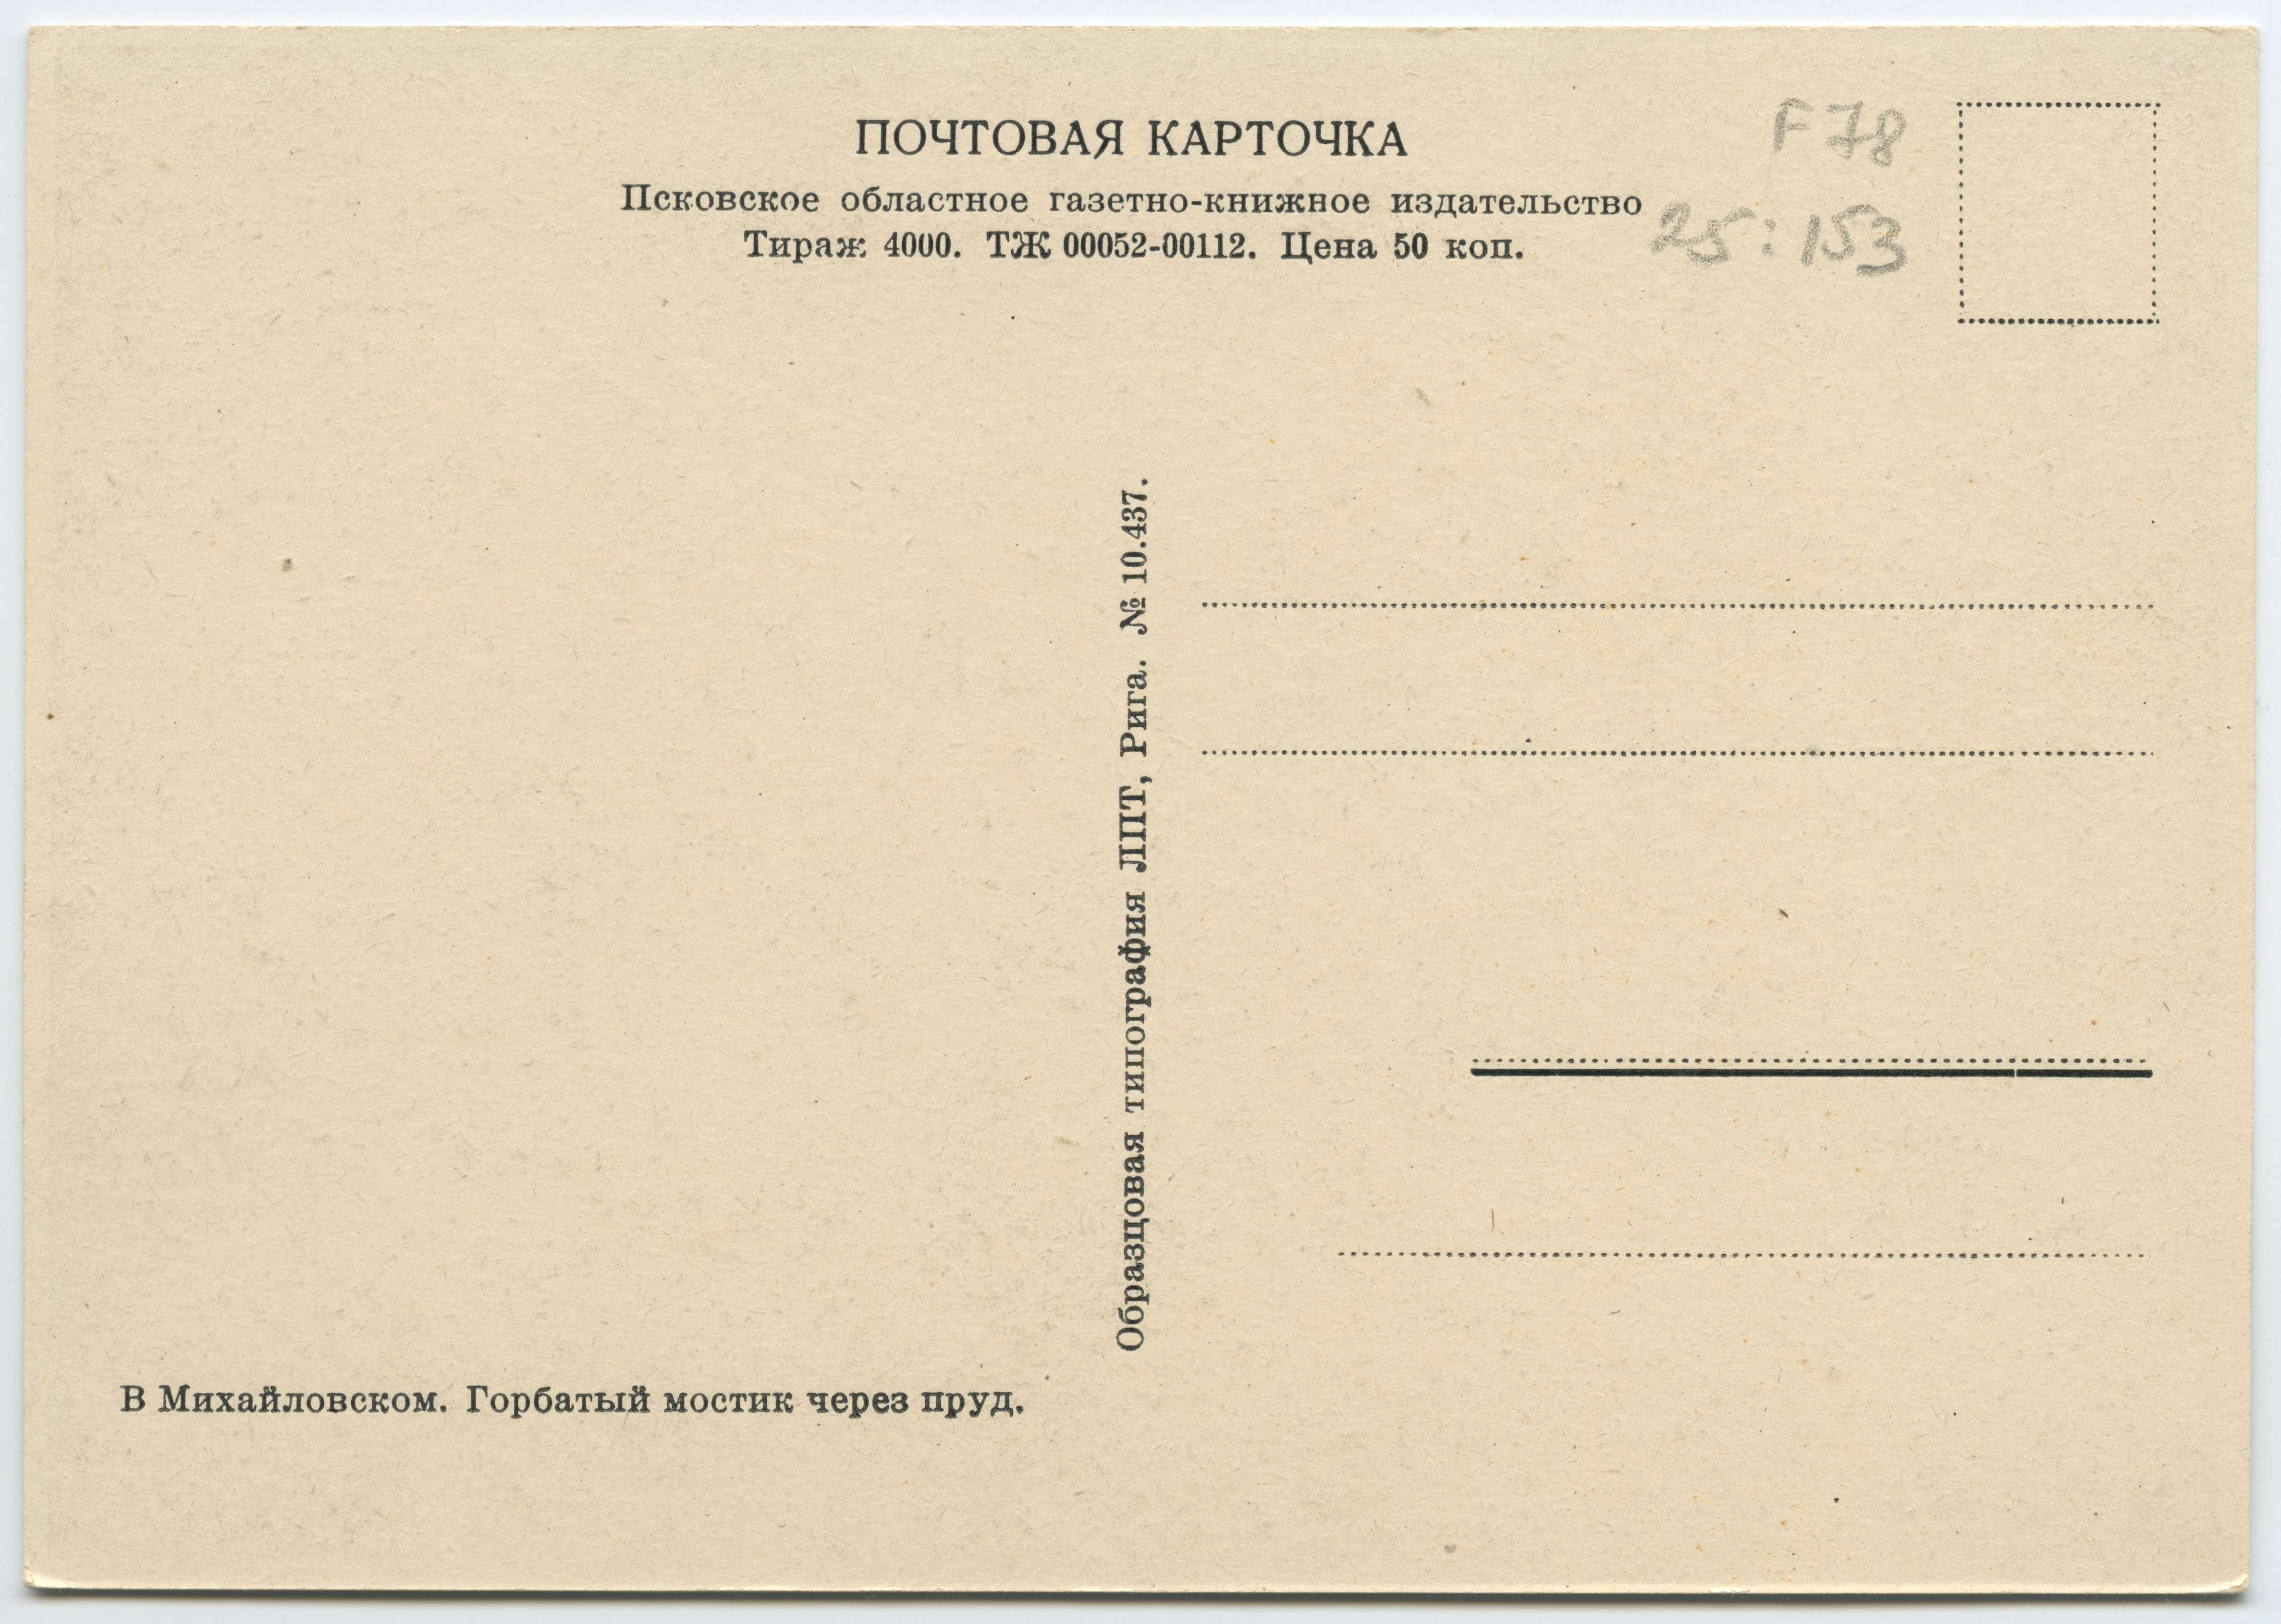 ПОЧТОВАЯ КАРТОЧКА
Псковское областное газетно-книжное издательство
Тираж 4000. ТЖ 00052-00112. Цена 50 коп.
F 78
25:153
Образцовая типография ЛПТ, Рига. № 10.437.
В Михайловском. Горбатый мостик через пруд.